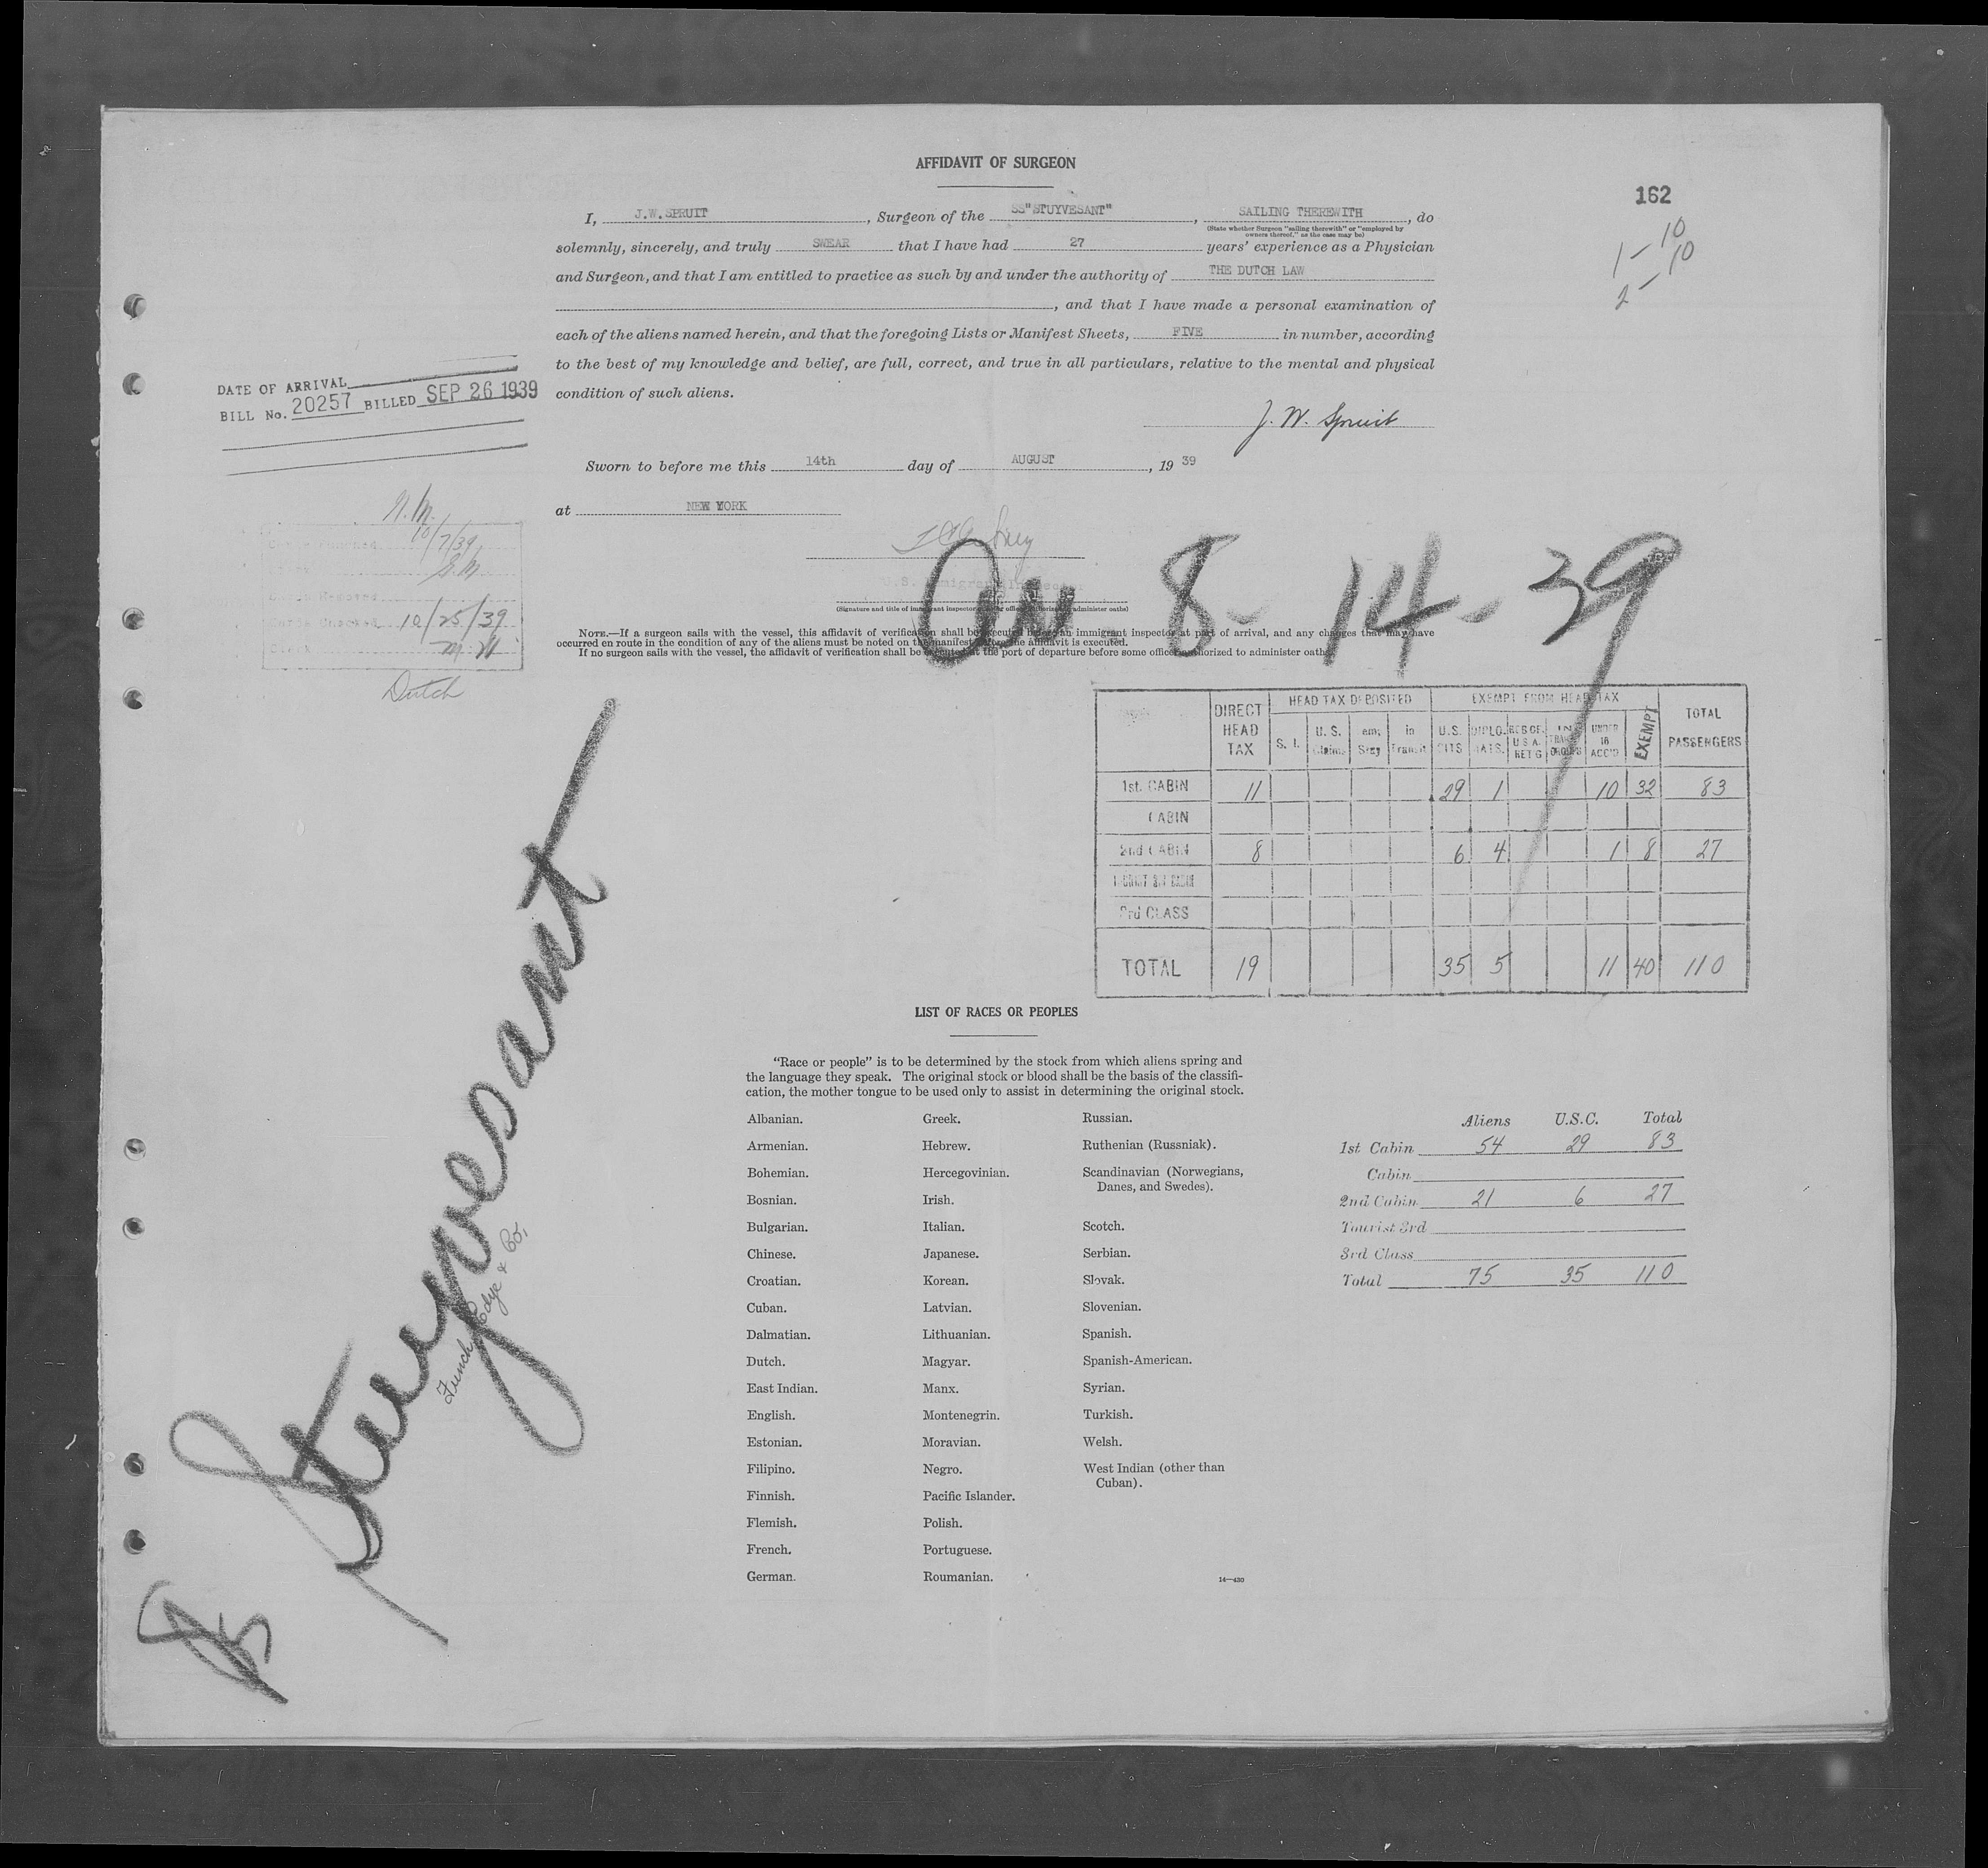 AFFIDAVIT OF SURGEON
162
1 - 10
2 - 10
I, J.W.SPRUIT, Surgeon of the SS"STUYVESANT", SAILING THEREWITH, do
(State whether Surgeon "sailing therewith" or "employed by
owners thereof," as the case may be)
solemnly, sincerely, and truly SWEAR that I have had 27 years' experience as a Physician
and Surgeon, and that I am entitled to practice as such by and under the authority of THE DUTCH LAW
, and that I have made a personal examination of
each of the aliens named herein, and that the foregoing Lists or Manifest Sheets, FIVE in number, according
to the best of my knowledge and belief, are full, correct, and true in all particulars, relative to the mental and physical
condition of such aliens.
DATE OF ARRIVAL
BILL No. 20257 BILLED SEP 26 1939
J. W. Spruit
Sworn to before me this 14th day of AUGUST, 19 39
at NEW YORK
10/7/39
10/25/39
Dutch
U.S. Immigrant Inspector
(Signature and title of immigrant inspector or other officer authorized to administer oaths)
Arr 8-14-39
NOTE.—If a surgeon sails with the vessel, this affidavit of verification shall be executed before an immigrant inspector at port of arrival, and any changes that may have
occurred en route in the condition of any of the aliens must be noted on the manifest before the affidavit is executed.
If no surgeon sails with the vessel, the affidavit of verification shall be executed at the port of departure before some officer authorized to administer oaths.
DIRECT HEAD TAX HEAD TAX DEPOSITED EXEMPT FROM HEAD TAX TOTAL PASSENGERS
S. I. U. S. Claims in Transit U.S. CITS DIPLO-MATS. UNDER 16 ACC'D EXEMPT
1st. CABIN 11 29 1 10 32 83
CABIN
2nd CABIN 8 6 4 1 8 27
3rd CLASS
TOTAL 19 35 5 11 40 110
Stuyvesant
Funch, Edye & Co.
LIST OF RACES OR PEOPLES
"Race or people" is to be determined by the stock from which aliens spring and
the language they speak. The original stock or blood shall be the basis of the classifi-
cation, the mother tongue to be used only to assist in determining the original stock.
Albanian.
Armenian.
Bohemian.
Bosnian.
Bulgarian.
Chinese.
Croatian.
Cuban.
Dalmatian.
Dutch.
East Indian.
English.
Estonian.
Filipino.
Finnish.
Flemish.
French.
German.
Greek.
Hebrew.
Hercegovinian.
Irish.
Italian.
Japanese.
Korean.
Latvian.
Lithuanian.
Magyar.
Manx.
Montenegrin.
Moravian.
Negro.
Pacific Islander.
Polish.
Portuguese.
Roumanian.
Russian.
Ruthenian (Russniak).
Scandinavian (Norwegians,
Danes, and Swedes).
Scotch.
Serbian.
Slovak.
Slovenian.
Spanish.
Spanish-American.
Syrian.
Turkish.
Welsh.
West Indian (other than
Cuban).
14—430
Aliens U.S.C. Total
1st Cabin 54 29 83
Cabin
2nd Cabin 21 6 27
Tourist 3rd
3rd Class
Total 75 35 110